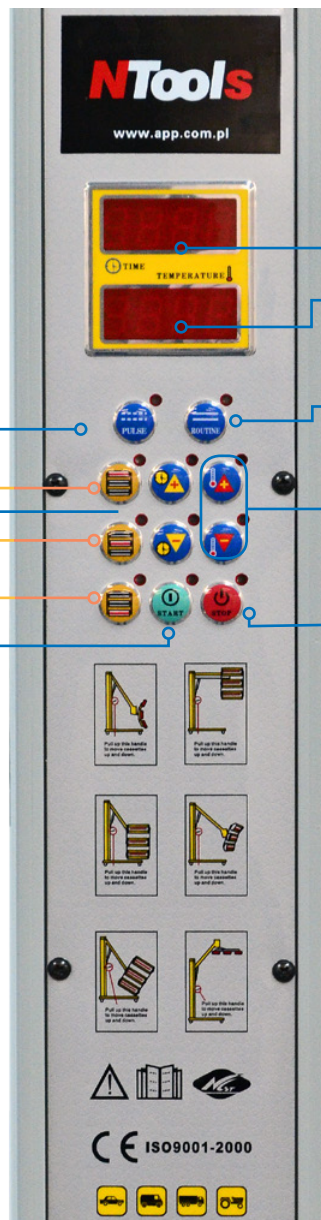 NTools
www.app.com.pl
TIME
TEMPERATURE
PULSE
ROUTINE
START
STOP
Pull up this handle
to move cassettes
up and down.
Pull up this handle
to move cassettes
up and down.
Pull up this handle
to move cassettes
up and down.
Pull up this handle
to move cassettes
up and down.
Pull up this handle
to move cassettes
up and down.
Pull up this handle
to move cassettes
up and down.
CE ISO9001-2000